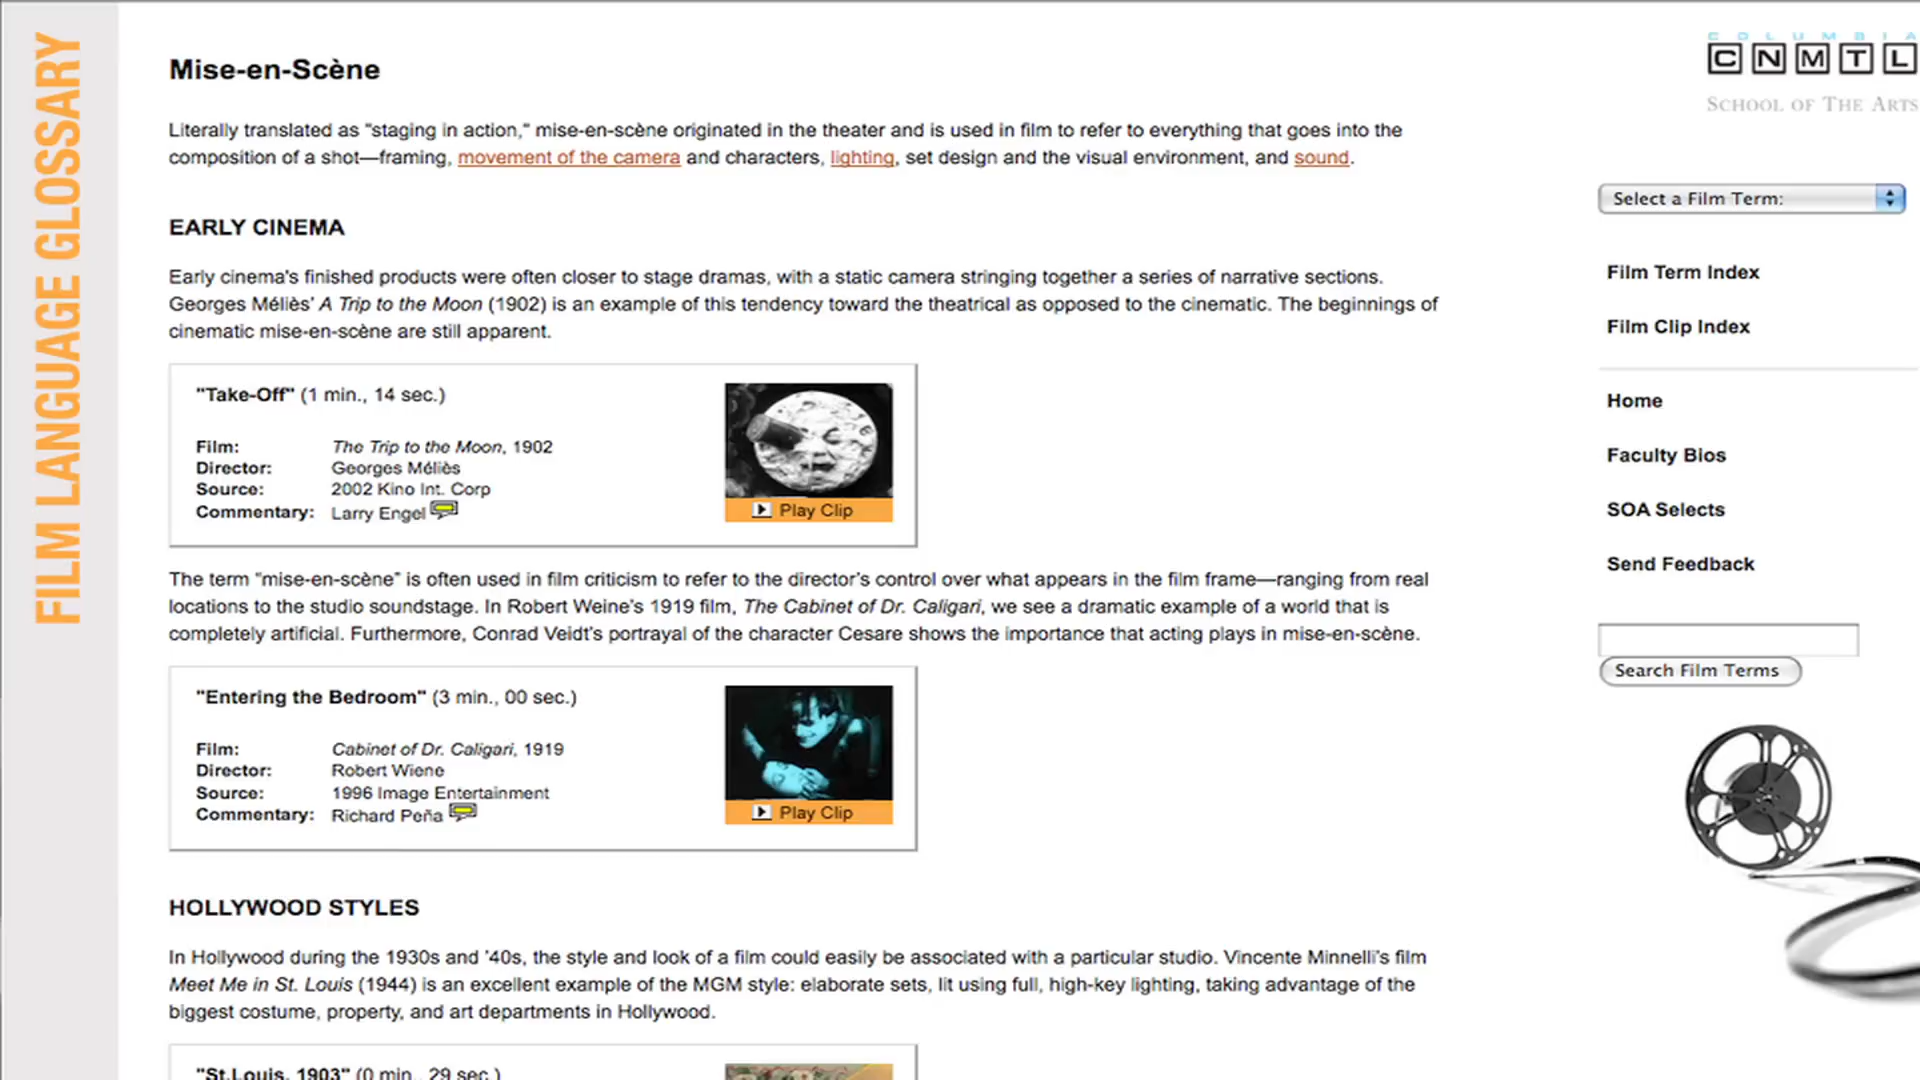 FILM LANGUAGE GLOSSARY
Mise-en-Scène
Literally translated as "staging in action," mise-en-scène originated in the theater and is used in film to refer to everything that goes into the
composition of a shot—framing, movement of the camera and characters, lighting, set design and the visual environment, and sound.
EARLY CINEMA
Early cinema's finished products were often closer to stage dramas, with a static camera stringing together a series of narrative sections.
Georges Méliès' A Trip to the Moon (1902) is an example of this tendency toward the theatrical as opposed to the cinematic. The beginnings of
cinematic mise-en-scène are still apparent.
"Take-Off" (1 min., 14 sec.)
Film: The Trip to the Moon, 1902
Director: Georges Méliès
Source: 2002 Kino Int. Corp
Commentary: Larry Engel
Play Clip
The term "mise-en-scène" is often used in film criticism to refer to the director's control over what appears in the film frame—ranging from real
locations to the studio soundstage. In Robert Weine's 1919 film, The Cabinet of Dr. Caligari, we see a dramatic example of a world that is
completely artificial. Furthermore, Conrad Veidt's portrayal of the character Cesare shows the importance that acting plays in mise-en-scène.
"Entering the Bedroom" (3 min., 00 sec.)
Film: Cabinet of Dr. Caligari, 1919
Director: Robert Wiene
Source: 1996 Image Entertainment
Commentary: Richard Peña
Play Clip
HOLLYWOOD STYLES
In Hollywood during the 1930s and '40s, the style and look of a film could easily be associated with a particular studio. Vincente Minnelli's film
Meet Me in St. Louis (1944) is an excellent example of the MGM style: elaborate sets, lit using full, high-key lighting, taking advantage of the
biggest costume, property, and art departments in Hollywood.
"St.Louis, 1903" (0 min., 29 sec.)
COLUMBIA
CNMTL
SCHOOL OF THE ARTS
Select a Film Term:
Film Term Index
Film Clip Index
Home
Faculty Bios
SOA Selects
Send Feedback
Search Film Terms